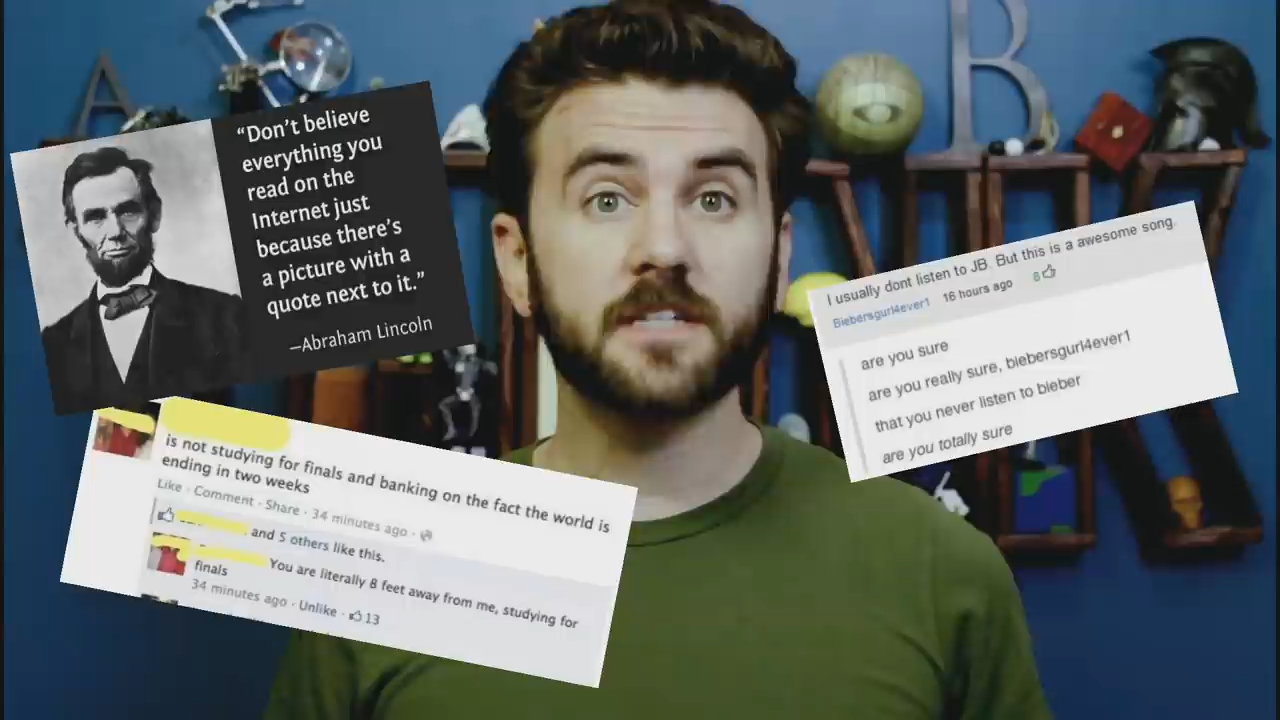 A
B
“Don’t believe
everything you
read on the
Internet just
because there’s
a picture with a
quote next to it.”
—Abraham Lincoln
I usually dont listen to JB. But this is a awesome song.
Biebersgurl4ever1 16 hours ago 6
are you sure
are you really sure, biebersgurl4ever1
that you never listen to bieber
are you totally sure
is not studying for finals and banking on the fact the world is
ending in two weeks
Like · Comment · Share · 34 minutes ago ·
and 5 others like this.
You are literally 8 feet away from me, studying for
finals
34 minutes ago · Unlike · 13